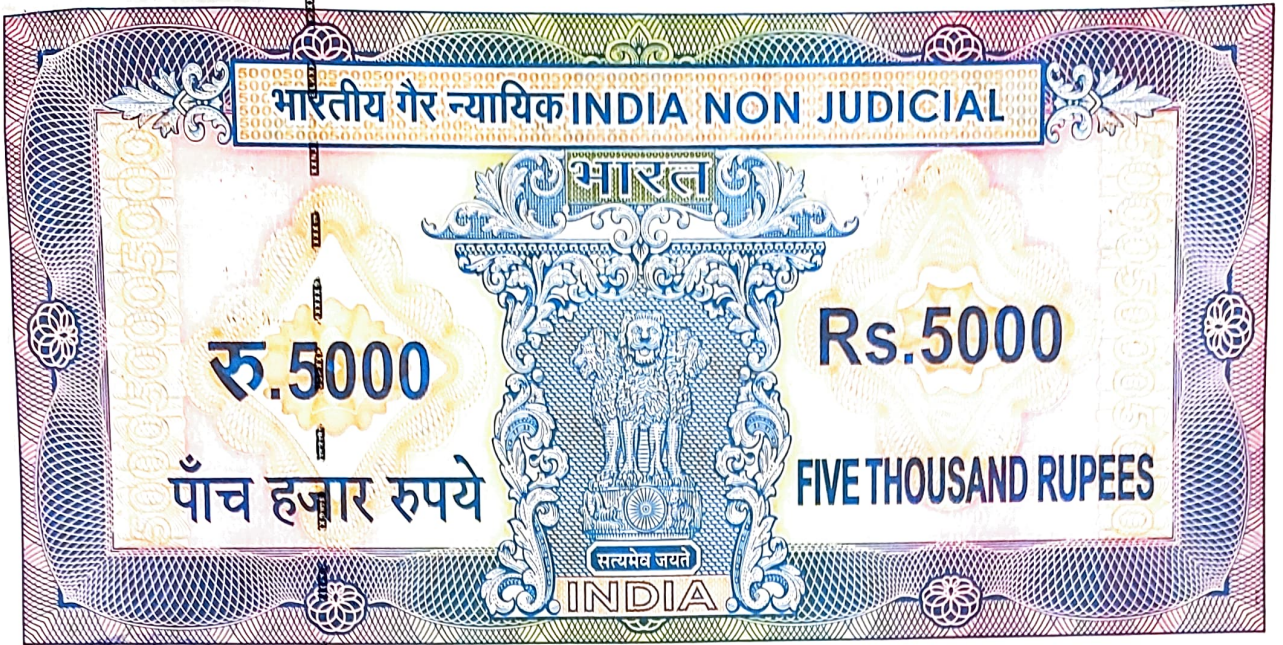 भारतीय गैर न्यायिक INDIA NON JUDICIAL
भारत
रु.5000
Rs.5000
पाँच हजार रुपये
FIVE THOUSAND RUPEES
सत्यमेव जयते
INDIA